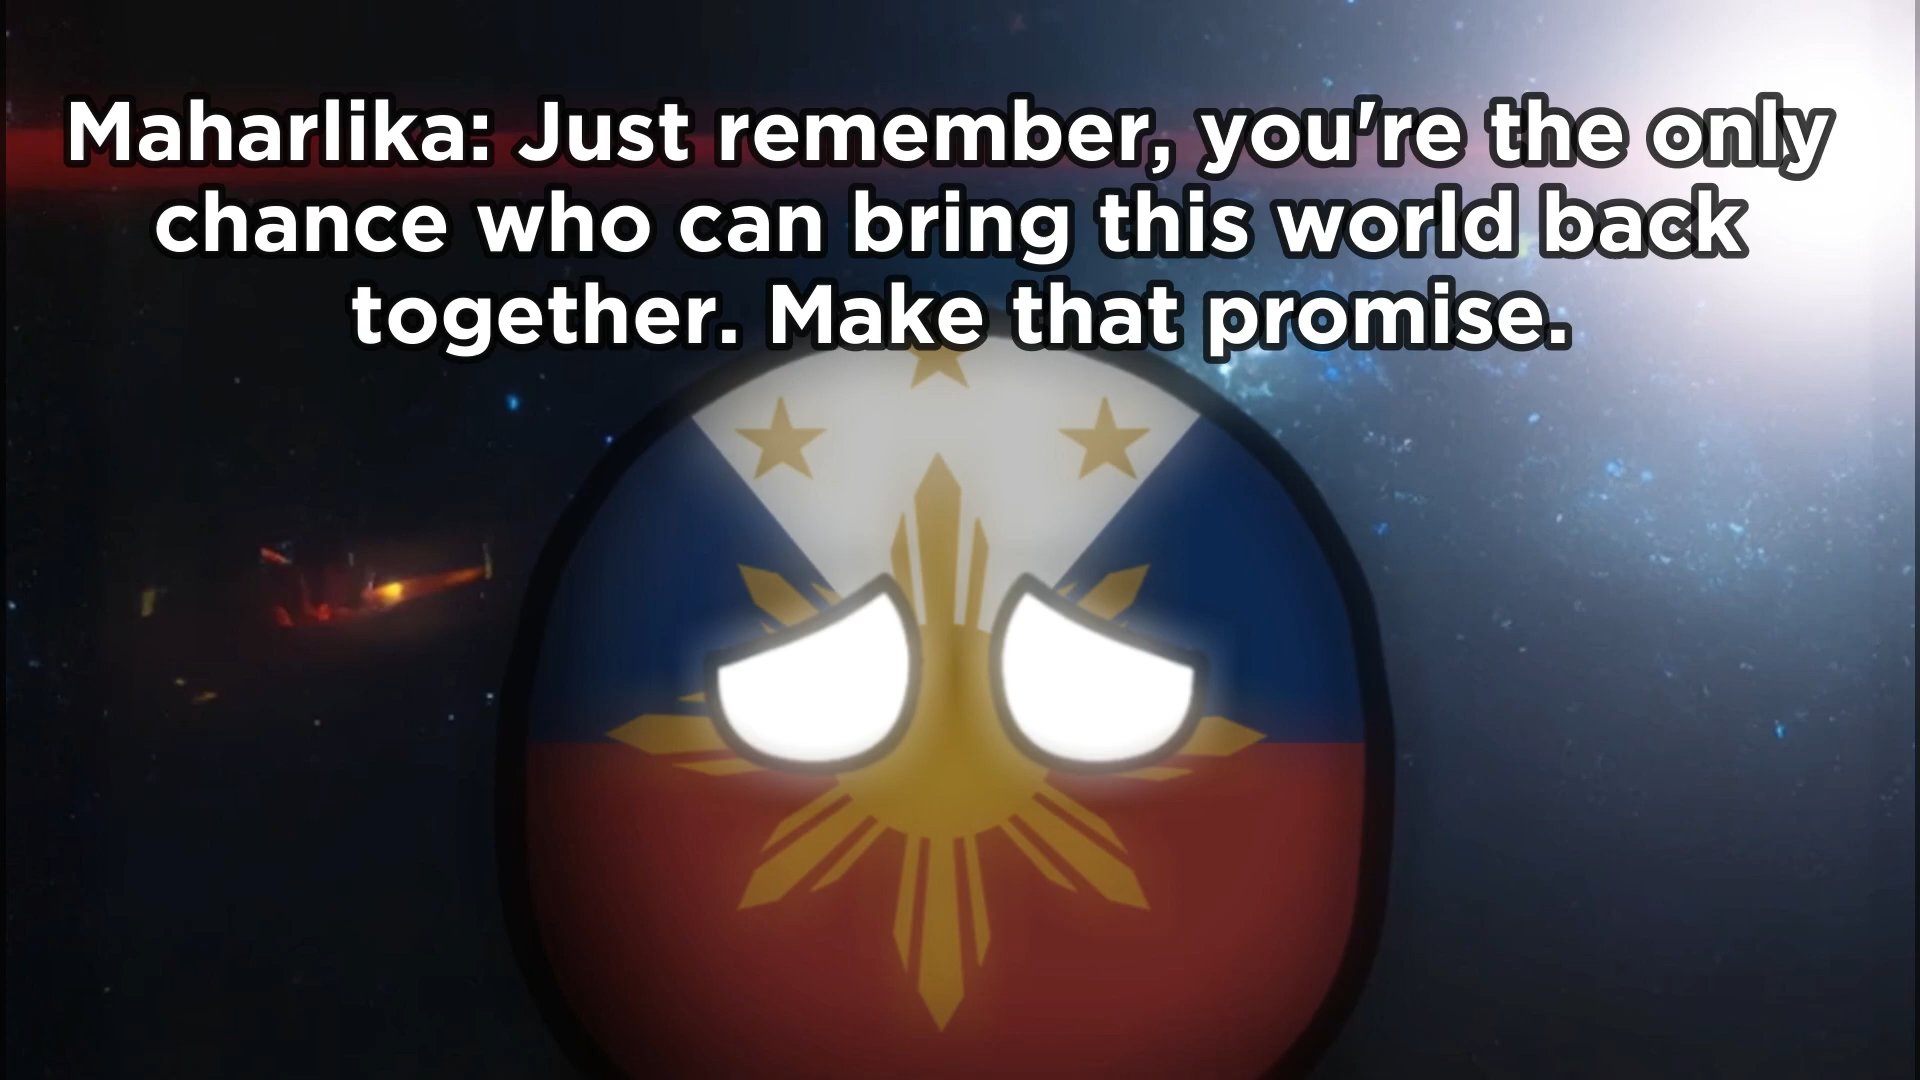 Maharlika: Just remember, you're the only
chance who can bring this world back
together. Make that promise.